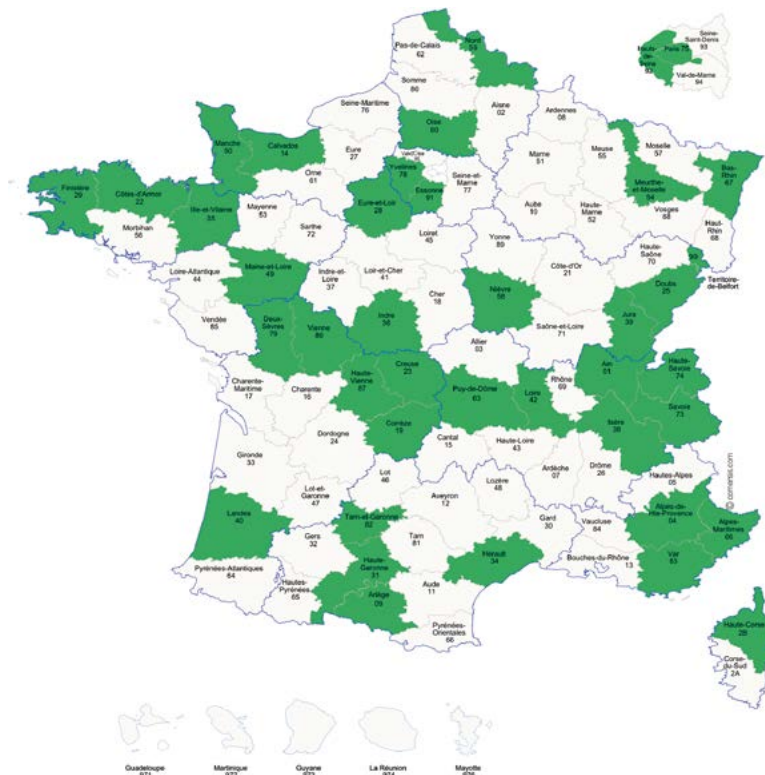 Nord
59
Pas-de-Calais
62
Somme
80
Seine-Maritime
76
Oise
60
Aisne
02
Ardennes
08
Seine-
Saint-Denis
93
Hauts-
de-
Seine
92
Paris 75
Val-de-Marne
94
Manche
50
Calvados
14
Eure
27
Orne
61
Val-d'Oise
95
Yvelines
78
Essonne
91
Seine-et-
Marne
77
Marne
51
Meuse
55
Moselle
57
Meurthe-
et-Moselle
54
Bas-
Rhin
67
Finistère
29
Côtes-d'Armor
22
Ille-et-Vilaine
35
Morbihan
56
Mayenne
53
Sarthe
72
Eure-et-Loir
28
Loiret
45
Yonne
89
Aube
10
Haute-
Marne
52
Vosges
88
Haut-
Rhin
68
Haute-
Saône
70
90
Territoire-
de-Belfort
Loire-Atlantique
44
Maine-et-Loire
49
Indre-et-
Loire
37
Loir-et-Cher
41
Cher
18
Nièvre
58
Côte-d'Or
21
Doubs
25
Jura
39
Vendée
85
Deux-
Sèvres
79
Vienne
86
Indre
36
Allier
03
Saône-et-Loire
71
Charente-
Maritime
17
Charente
16
Haute-
Vienne
87
Creuse
23
Puy-de-Dôme
63
Loire
42
Rhône
69
Ain
01
Haute-
Savoie
74
Savoie
73
Isère
38
Corrèze
19
Dordogne
24
Cantal
15
Haute-Loire
43
Ardèche
07
Drôme
26
Hautes-Alpes
05
Gironde
33
Lot-et-
Garonne
47
Lot
46
Aveyron
12
Lozère
48
Gard
30
Vaucluse
84
Alpes-de-
Hte-Provence
04
Alpes-
Maritimes
06
Landes
40
Gers
32
Tarn-et-Garonne
82
Tarn
81
Hérault
34
Bouches-du-Rhône
13
Var
83
Pyrénées-Atlantiques
64
Hautes-
Pyrénées
65
Haute-
Garonne
31
Ariège
09
Aude
11
Pyrénées-
Orientales
66
Haute-Corse
2B
Corse-
du-Sud
2A
© comersis.com
Guadeloupe
971
Martinique
972
Guyane
973
La Réunion
974
Mayotte
976